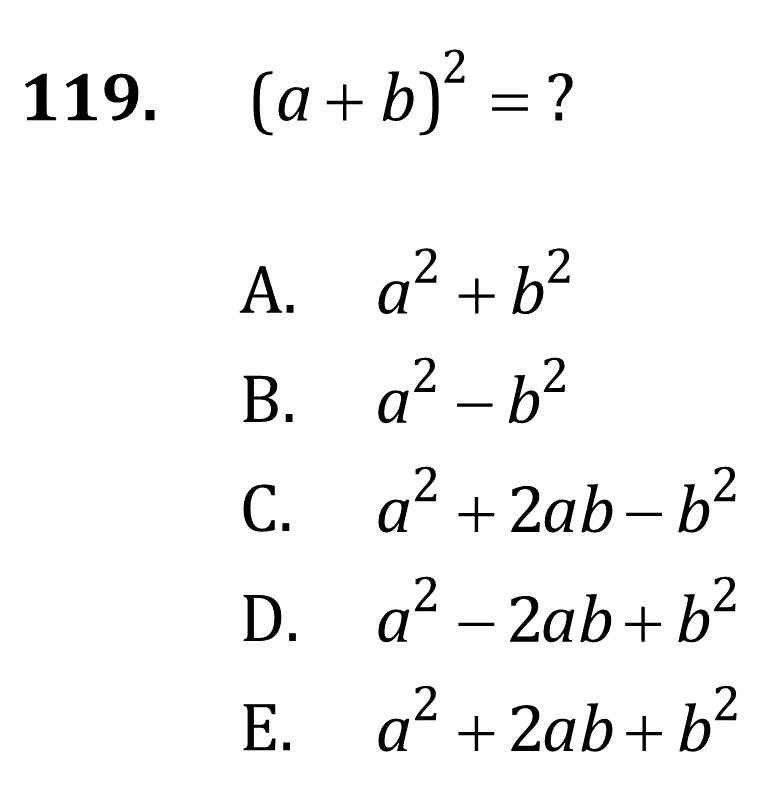 119. (a + b)² = ?
A. a² + b²
B. a² – b²
C. a² + 2ab – b²
D. a² – 2ab + b²
E. a² + 2ab + b²